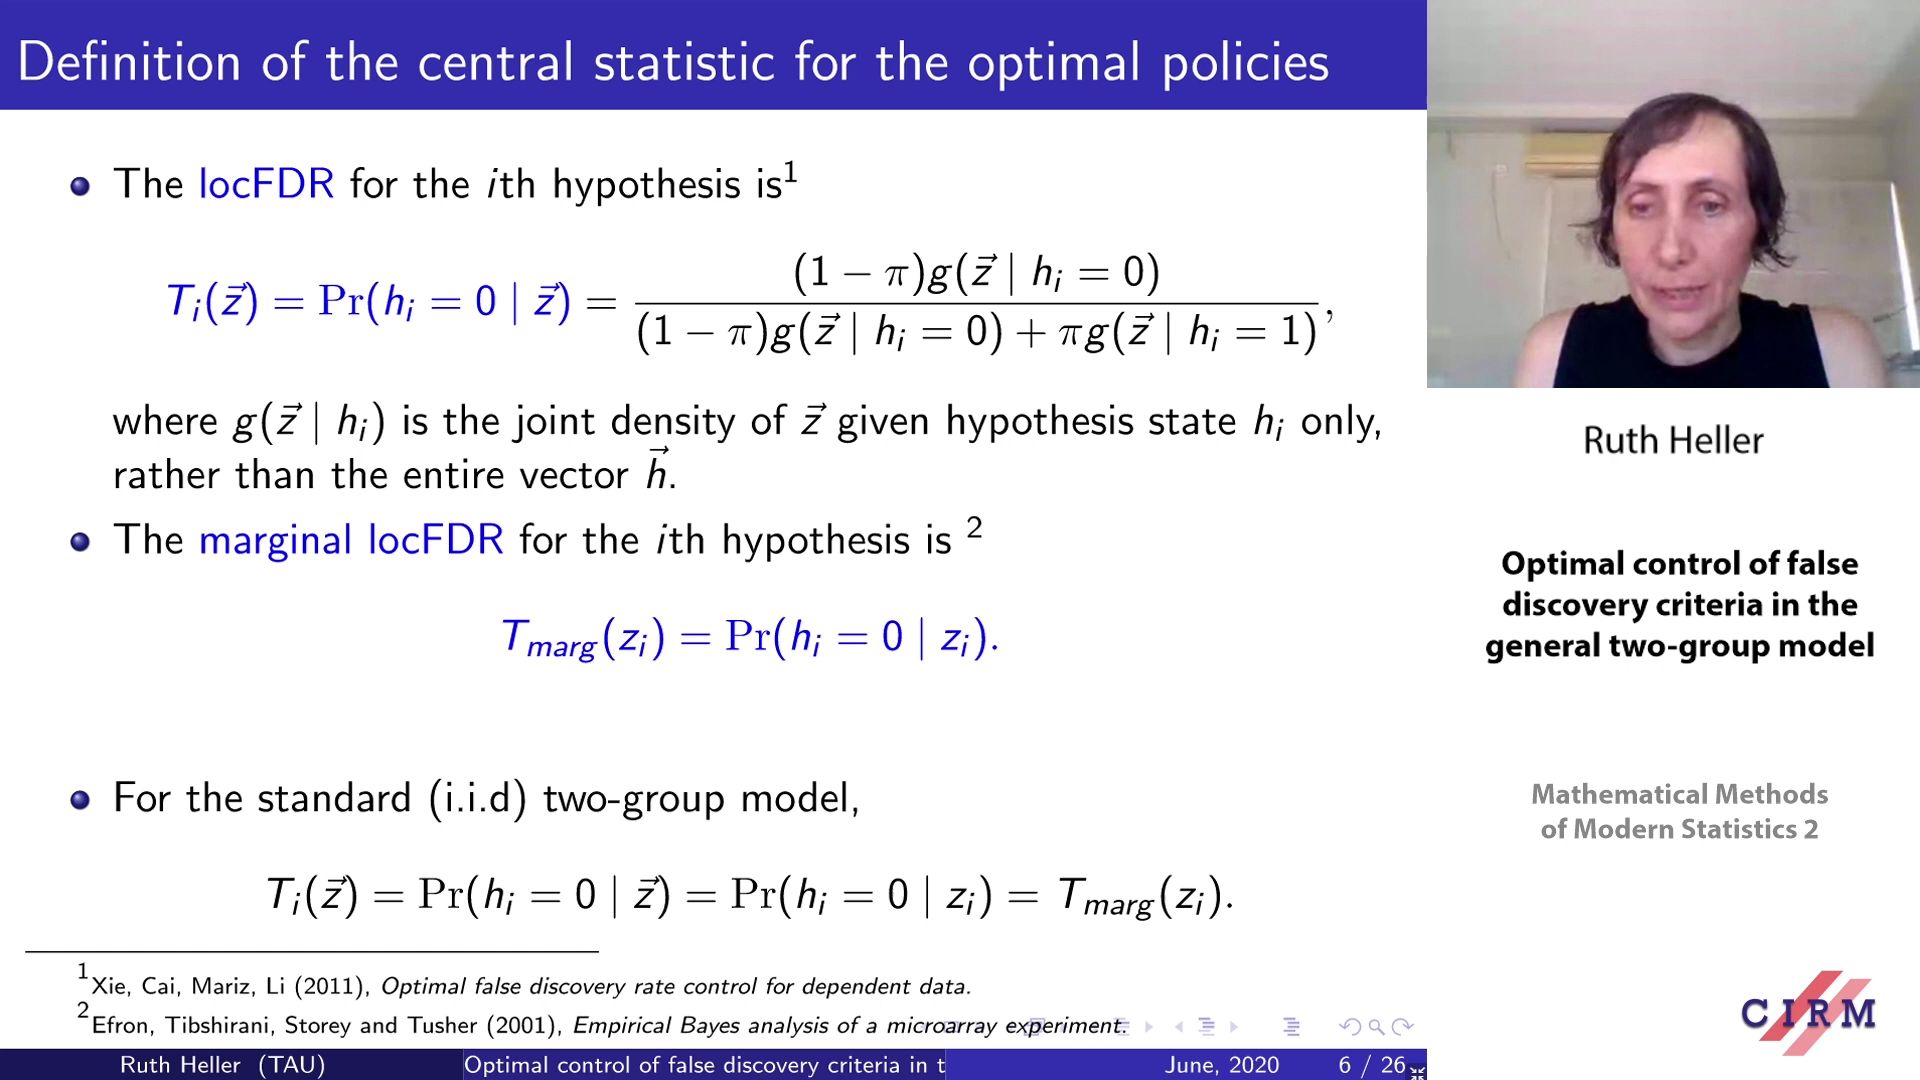 Definition of the central statistic for the optimal policies
The locFDR for the ith hypothesis is¹
Tᵢ(z⃗) = Pr(hᵢ = 0 | z⃗) = (1 − π)g(z⃗ | hᵢ = 0) / (1 − π)g(z⃗ | hᵢ = 0) + πg(z⃗ | hᵢ = 1),
where g(z⃗ | hᵢ) is the joint density of z⃗ given hypothesis state hᵢ only,
rather than the entire vector h⃗.
The marginal locFDR for the ith hypothesis is ²
T_marg(zᵢ) = Pr(hᵢ = 0 | zᵢ).
For the standard (i.i.d) two-group model,
Tᵢ(z⃗) = Pr(hᵢ = 0 | z⃗) = Pr(hᵢ = 0 | zᵢ) = T_marg(zᵢ).
¹Xie, Cai, Mariz, Li (2011), Optimal false discovery rate control for dependent data.
²Efron, Tibshirani, Storey and Tusher (2001), Empirical Bayes analysis of a microarray experiment.
Ruth Heller (TAU) Optimal control of false discovery criteria in t June, 2020 6 / 26
Ruth Heller
Optimal control of false
discovery criteria in the
general two-group model
Mathematical Methods
of Modern Statistics 2
CIRM